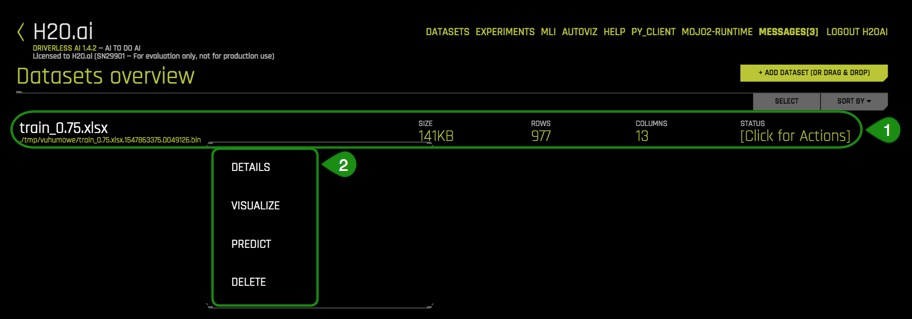 H2O.ai
DATASETS EXPERIMENTS MLI AUTOVIZ HELP PY_CLIENT MOJO2-RUNTIME MESSAGES[3] LOGOUT H2OAI
DRIVERLESS AI 1.4.2 — AI TO DO AI
Licensed to H2O.ai (SN29901 — For evaluation only, not for production use)
Datasets overview
+ ADD DATASET (OR DRAG & DROP)
SELECT SORT BY
train_0.75.xlsx
/tmp/vuhumowe/train_0.75.xlsx.1547863375.0049126.bin
SIZE ROWS COLUMNS STATUS
141KB 977 13 [Click for Actions]
1
DETAILS
2
VISUALIZE
PREDICT
DELETE